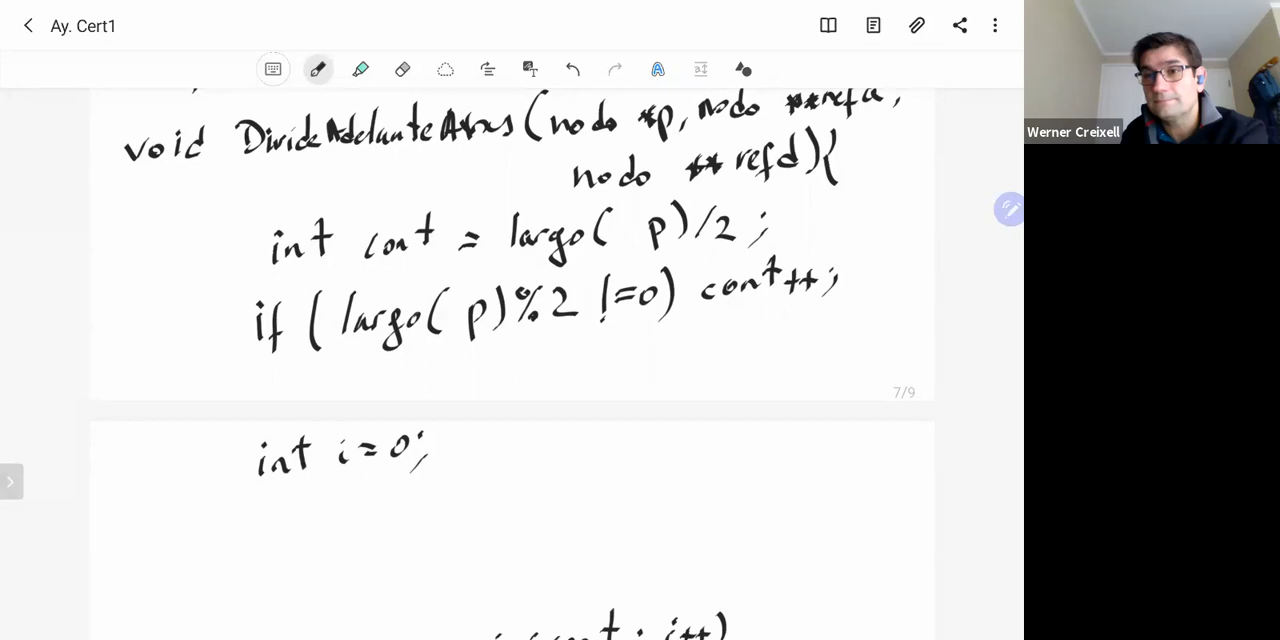 Ay. Cert1
void DivideAdelanteAtras (nodo *p, nodo **refa,
nodo **refd){
int cont = largo( p)/2;
if ( largo( p)%2 !=0) cont++;
7/9
int i=0;
i<cont; i++)
Werner Creixell